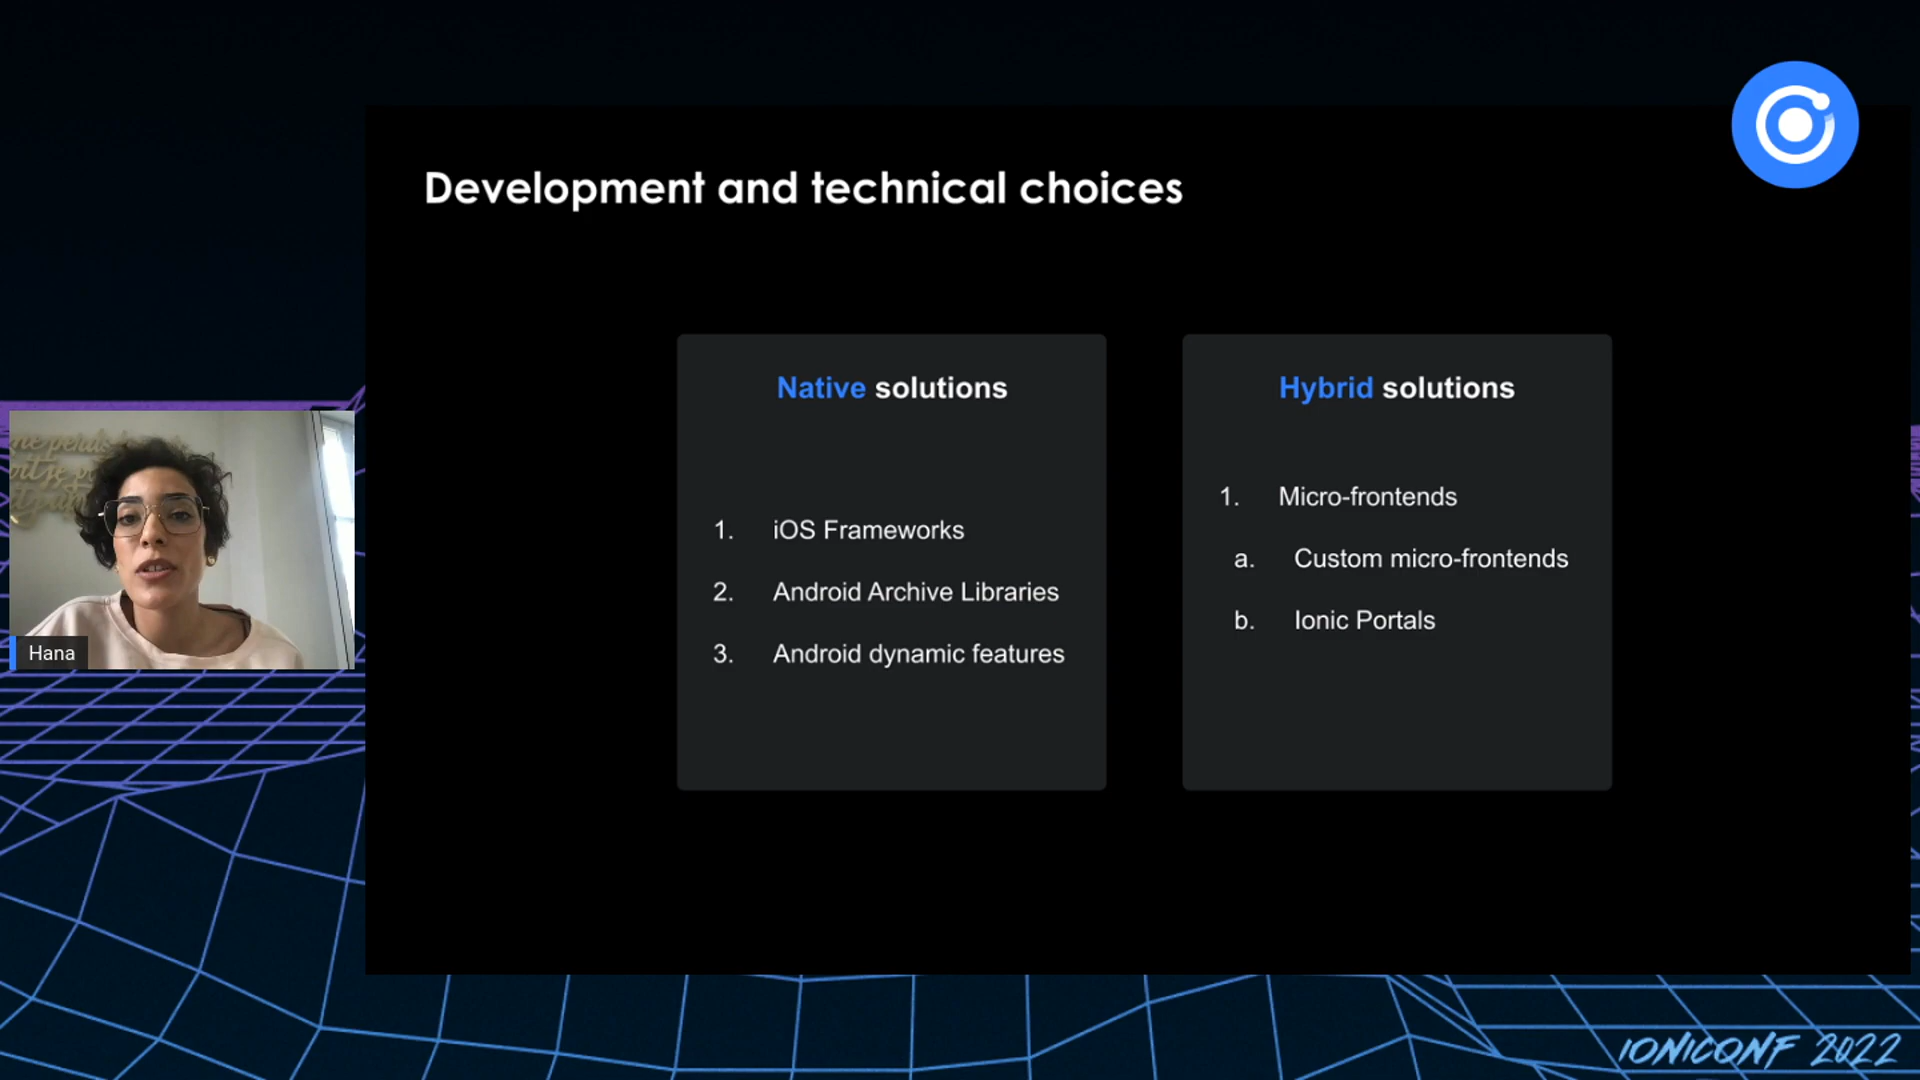 Development and technical choices
Native solutions
1. iOS Frameworks
2. Android Archive Libraries
3. Android dynamic features
Hybrid solutions
1. Micro-frontends
a. Custom micro-frontends
b. Ionic Portals
Hana
IONICONF 2022